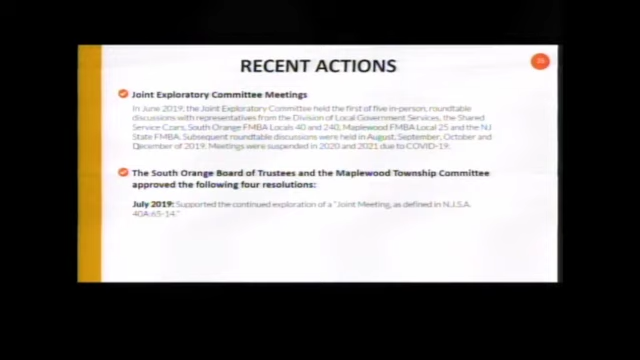 RECENT ACTIONS
Joint Exploratory Committee Meetings
In June 2019, the Joint Exploratory Committee held the first of five in-person, roundtable
discussions with representatives from the Division of Local Government Services, the Shared
Service Czars, South Orange FMBA Locals 40 and 240, Maplewood FMBA Local 25 and the NJ
State FMBA. Subsequent roundtable discussions were held in August, September, October and
December of 2019. Meetings were suspended in 2020 and 2021 due to COVID-19.
The South Orange Board of Trustees and the Maplewood Township Committee
approved the following four resolutions:
July 2019: Supported the continued exploration of a "Joint Meeting, as defined in N.J.S.A.
40A:65-14."